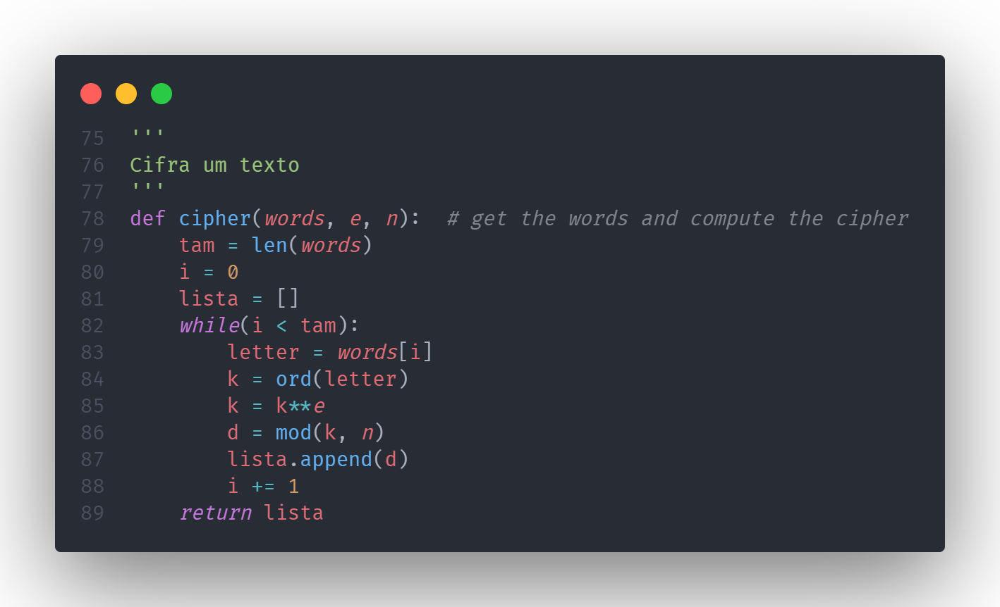 75 '''
76 Cifra um texto
77 '''
78 def cipher(words, e, n):  # get the words and compute the cipher
79     tam = len(words)
80     i = 0
81     lista = []
82     while(i < tam):
83         letter = words[i]
84         k = ord(letter)
85         k = k**e
86         d = mod(k, n)
87         lista.append(d)
88         i += 1
89     return lista